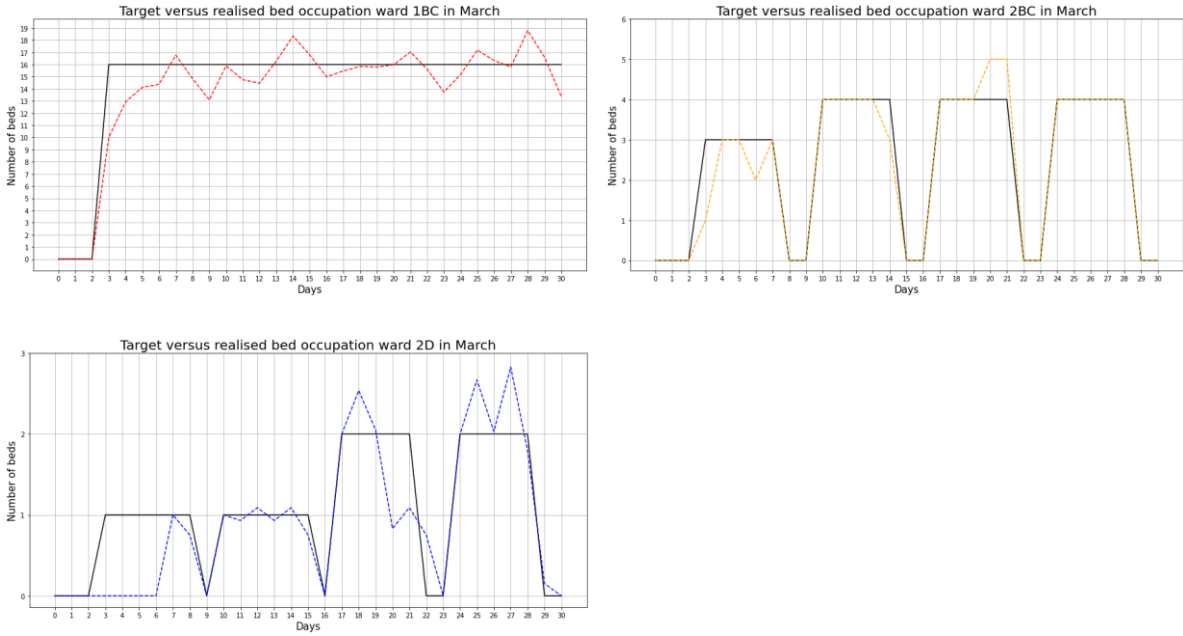 Target versus realised bed occupation ward 1BC in March
Number of beds
19
18
17
16
15
14
13
12
11
10
9
8
7
6
5
4
3
2
1
0
0 1 2 3 4 5 6 7 8 9 10 11 12 13 14 15 16 17 18 19 20 21 22 23 24 25 26 27 28 29 30
Days
Target versus realised bed occupation ward 2BC in March
Number of beds
6
5
4
3
2
1
0
0 1 2 3 4 5 6 7 8 9 10 11 12 13 14 15 16 17 18 19 20 21 22 23 24 25 26 27 28 29 30
Days
Target versus realised bed occupation ward 2D in March
Number of beds
3
2
1
0
0 1 2 3 4 5 6 7 8 9 10 11 12 13 14 15 16 17 18 19 20 21 22 23 24 25 26 27 28 29 30
Days